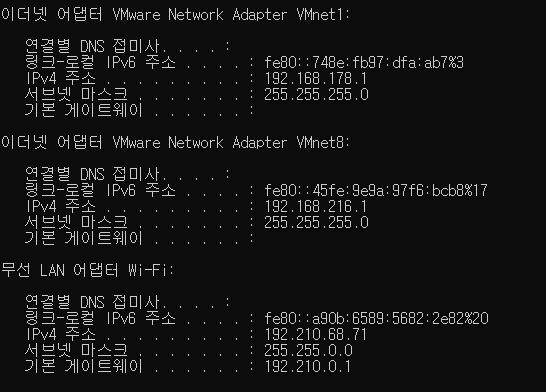 이더넷 어댑터 VMware Network Adapter VMnet1:
연결별 DNS 접미사. . . . :
링크-로컬 IPv6 주소 . . . . : fe80::748e:fb97:dfa:ab7%3
IPv4 주소 . . . . . . . . . : 192.168.178.1
서브넷 마스크 . . . . . . . : 255.255.255.0
기본 게이트웨이 . . . . . . :
이더넷 어댑터 VMware Network Adapter VMnet8:
연결별 DNS 접미사. . . . :
링크-로컬 IPv6 주소 . . . . : fe80::45fe:9e9a:97f6:bcb8%17
IPv4 주소 . . . . . . . . . : 192.168.216.1
서브넷 마스크 . . . . . . . : 255.255.255.0
기본 게이트웨이 . . . . . . :
무선 LAN 어댑터 Wi-Fi:
연결별 DNS 접미사. . . . :
링크-로컬 IPv6 주소 . . . . : fe80::a90b:6589:5682:2e82%20
IPv4 주소 . . . . . . . . . : 192.210.68.71
서브넷 마스크 . . . . . . . : 255.255.0.0
기본 게이트웨이 . . . . . . : 192.210.0.1